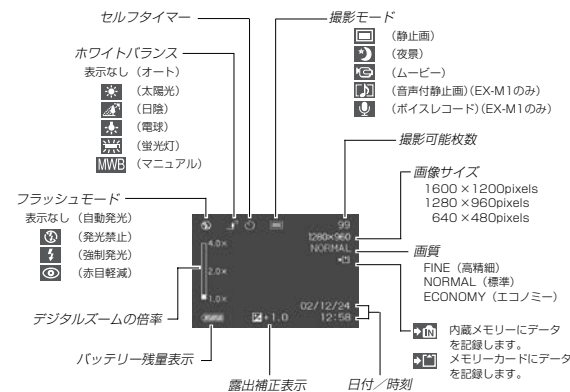 セルフタイマー
撮影モード
(静止画)
(夜景)
(ムービー)
(音声付静止画)(EX-M1のみ)
(ボイスレコード)(EX-M1のみ)
ホワイトバランス
表示なし(オート)
(太陽光)
(日陰)
(電球)
(蛍光灯)
MWB (マニュアル)
撮影可能枚数
画像サイズ
1600×1200pixels
1280×960pixels
640×480pixels
フラッシュモード
表示なし(自動発光)
(発光禁止)
(強制発光)
(赤目軽減)
99
1280×960
NORMAL
4.0×
2.0×
1.0×
+1.0
02/12/24
12:58
画質
FINE(高精細)
NORMAL(標準)
ECONOMY(エコノミー)
デジタルズームの倍率
IN 内蔵メモリーにデータ
を記録します。
メモリーカードにデータ
を記録します。
バッテリー残量表示
露出補正表示
日付/時刻